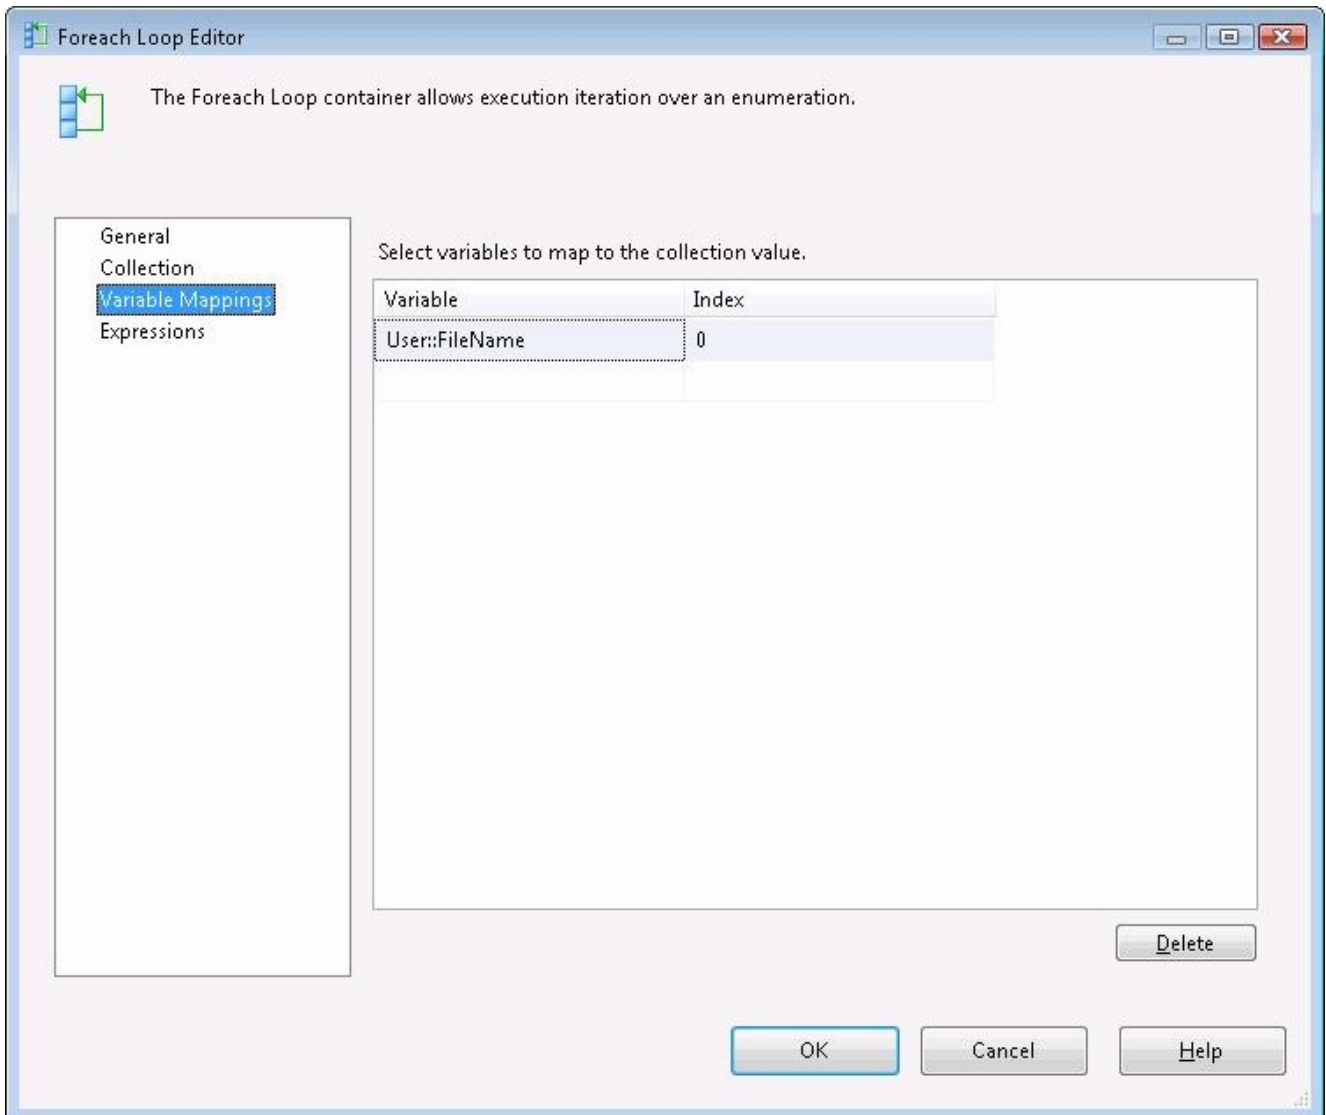 Foreach Loop Editor
The Foreach Loop container allows execution iteration over an enumeration.
General
Collection
Variable Mappings
Expressions
Select variables to map to the collection value.
Variable Index
User::FileName 0
Delete
OK Cancel Help